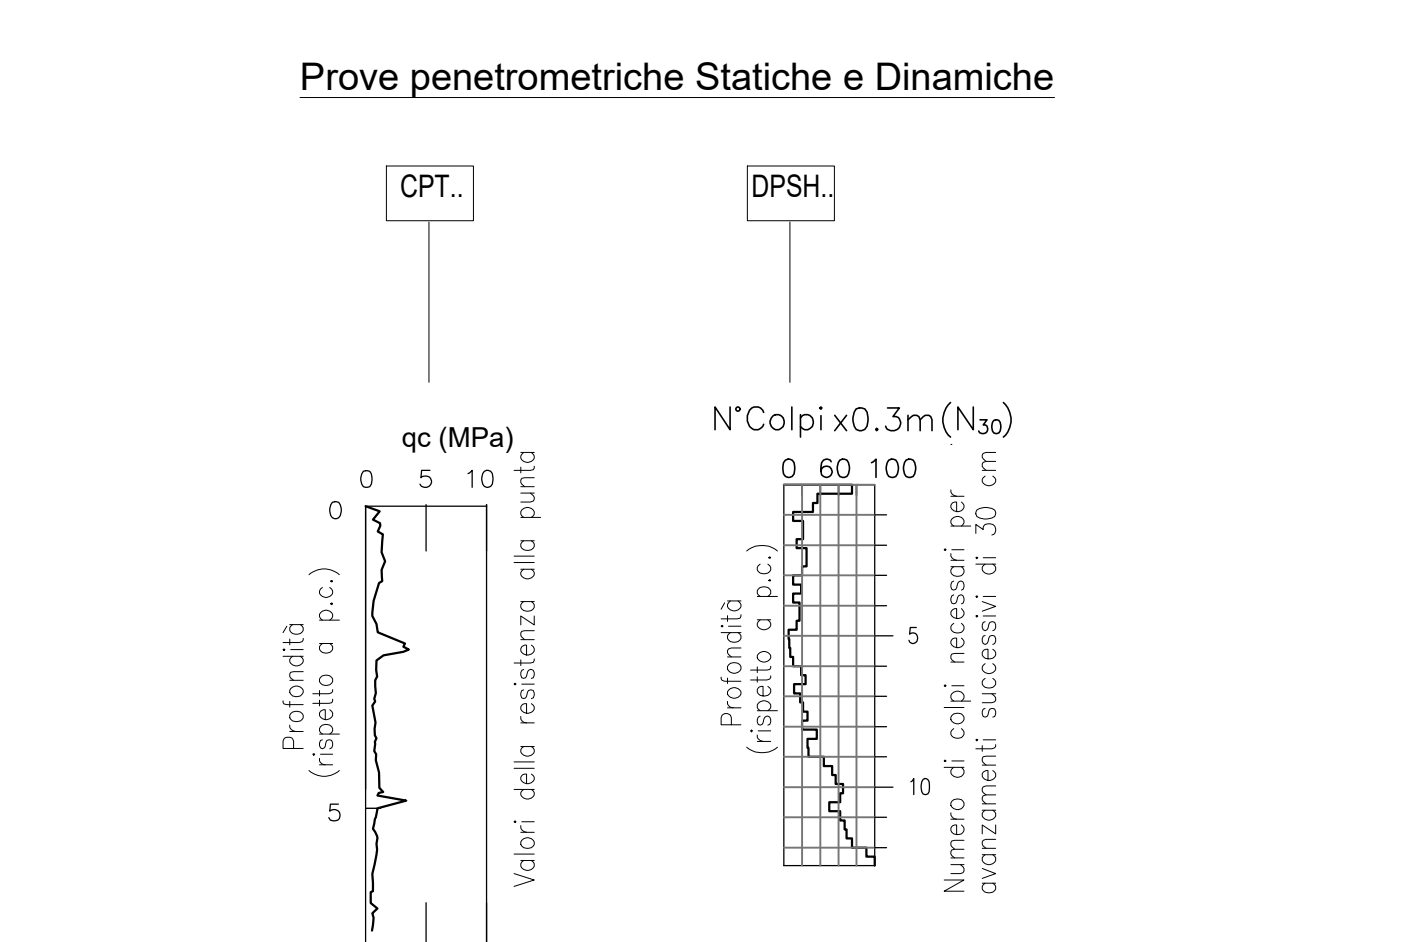 Prove penetrometriche Statiche e Dinamiche
CPT..
DPSH..
qc (MPa)
0 5 10
0
5
Profondità
(rispetto a p.c.)
Valori della resistenza alla punta
N°Colpi x0.3m (N30)
0 60 100
5
10
Profondità
(rispetto a p.c.)
Numero di colpi necessari per
avanzamenti successivi di 30 cm